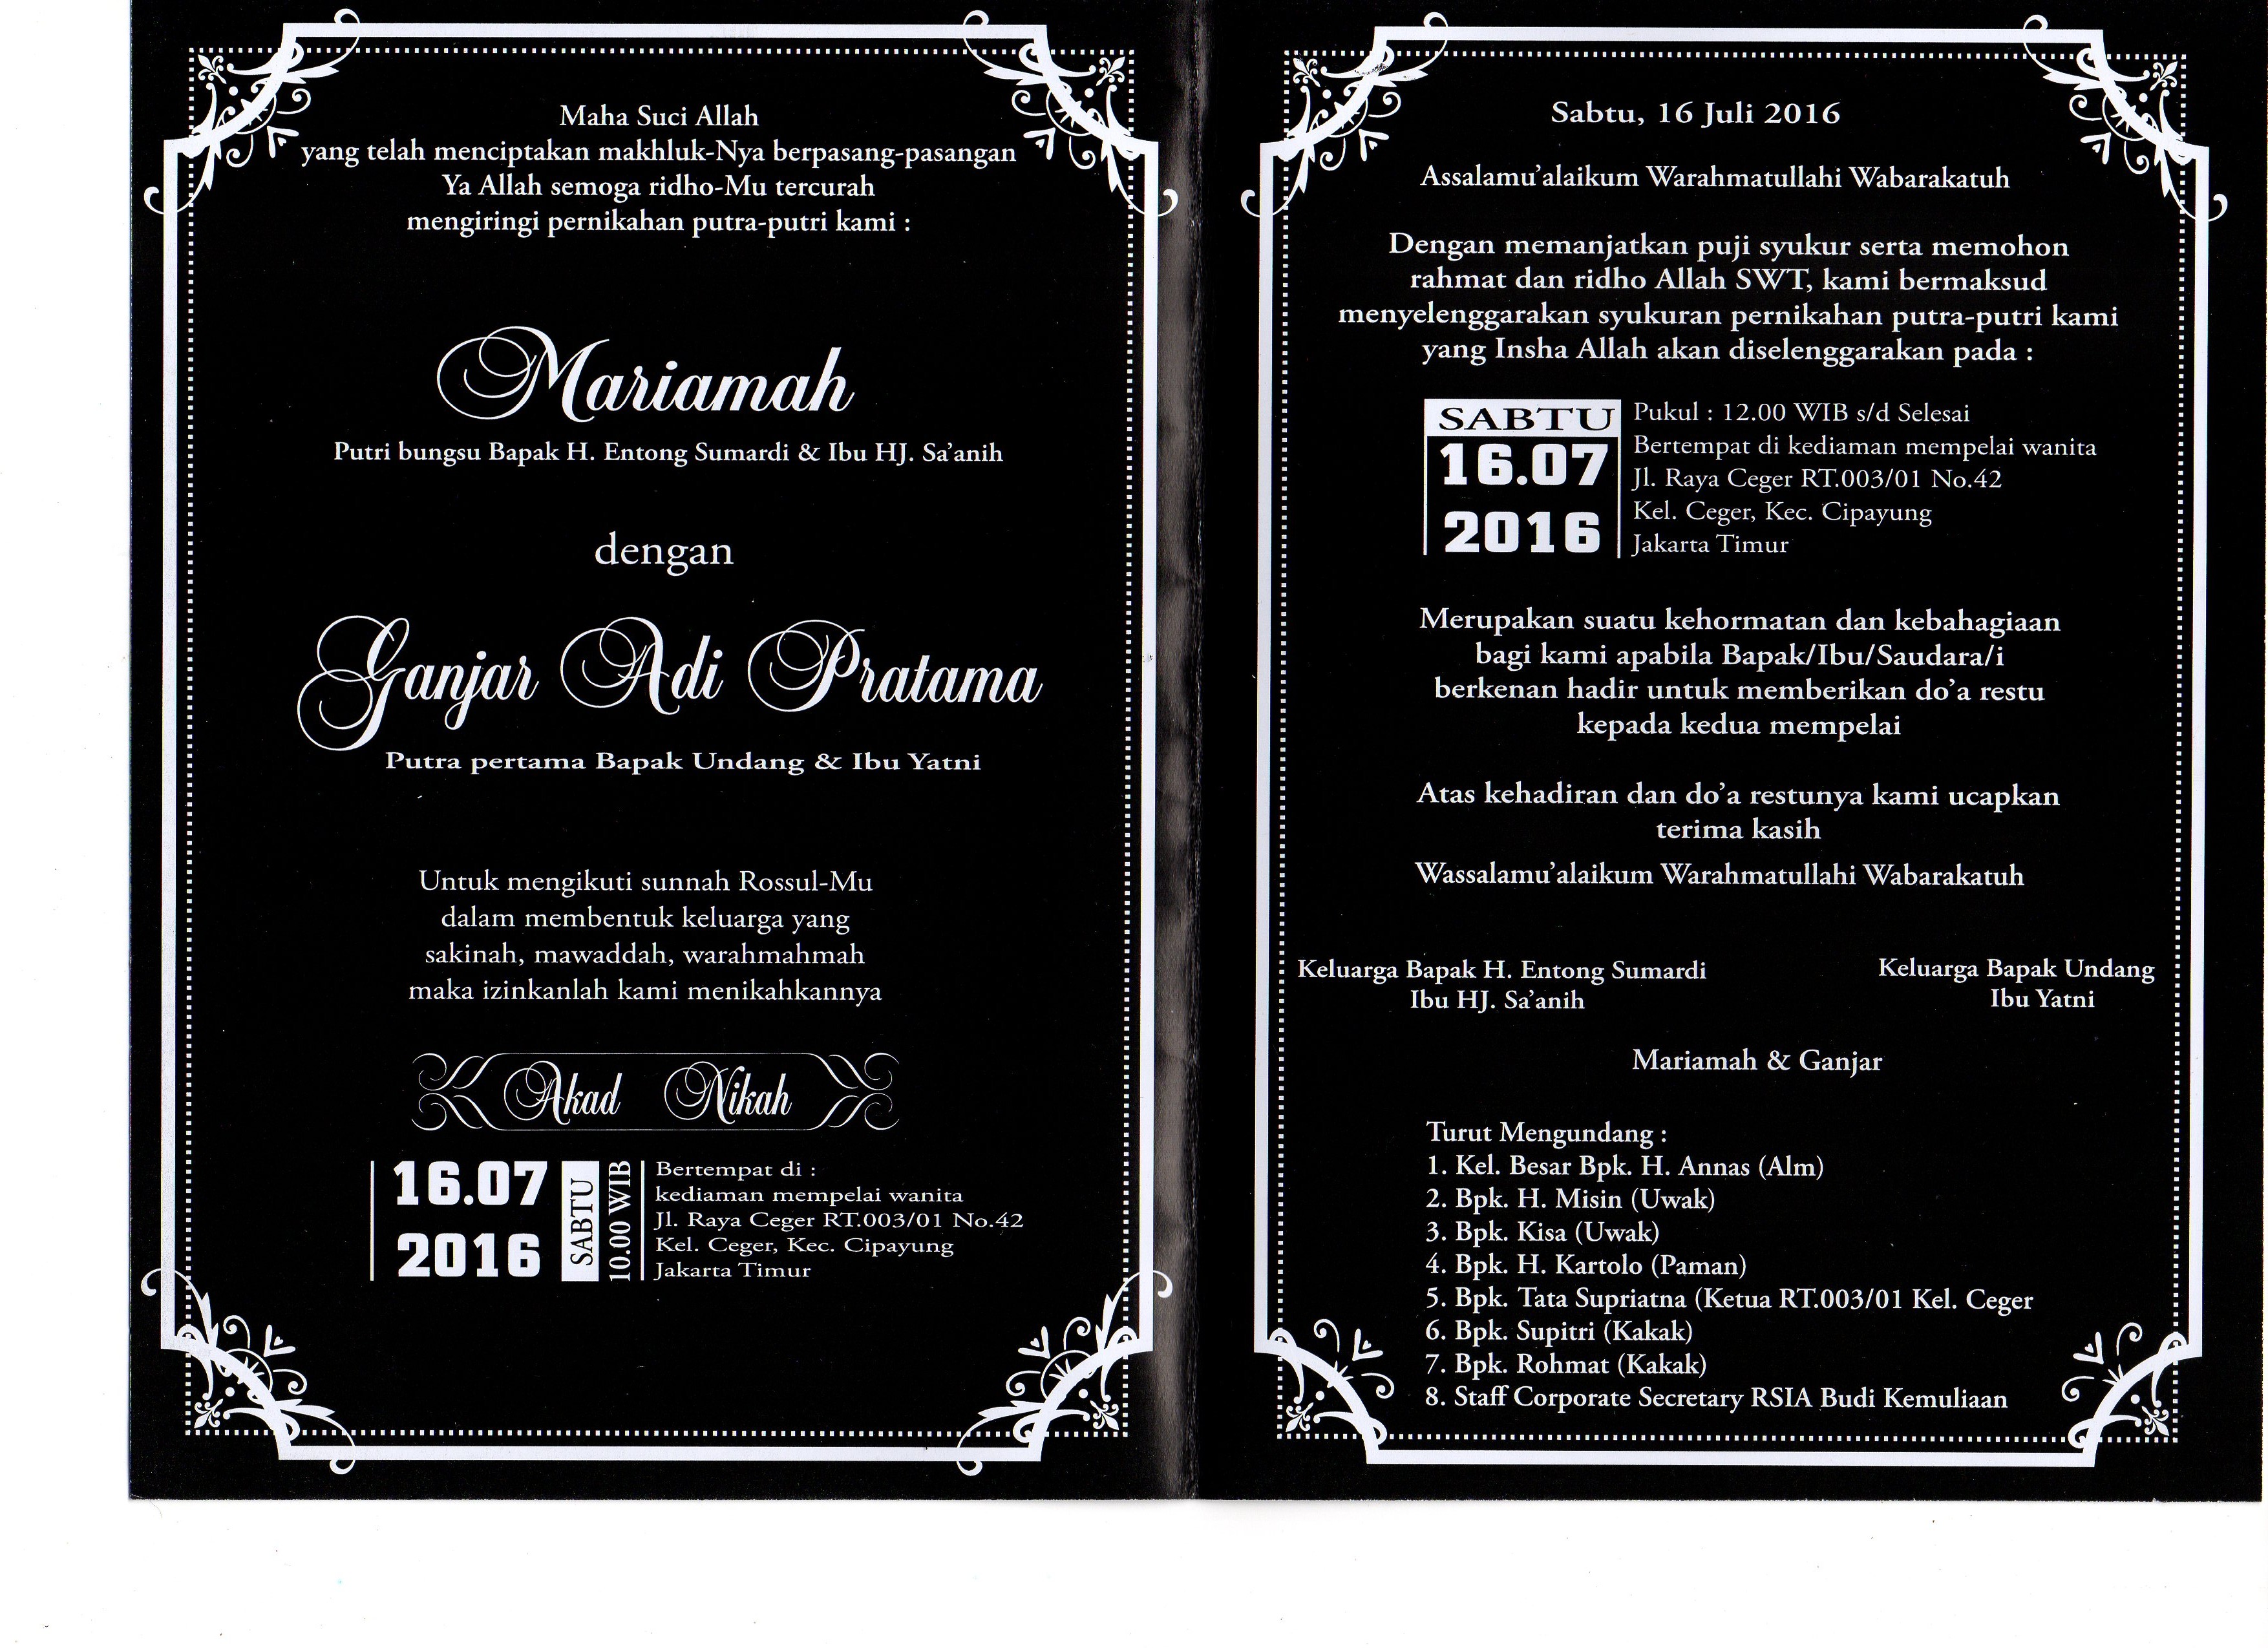 Maha Suci Allah
yang telah menciptakan makhluk-Nya berpasang-pasangan
Ya Allah semoga ridho-Mu tercurah
mengiringi pernikahan putra-putri kami :
Mariamah
Putri bungsu Bapak H. Entong Sumardi & Ibu HJ. Sa'anih
dengan
Ganjar Adi Pratama
Putra pertama Bapak Undang & Ibu Yatni
Untuk mengikuti sunnah Rossul-Mu
dalam membentuk keluarga yang
sakinah, mawaddah, warahmahmah
maka izinkanlah kami menikahkannya
Akad Nikah
16.07
2016
SABTU
10.00 WIB
Bertempat di :
kediaman mempelai wanita
Jl. Raya Ceger RT.003/01 No.42
Kel. Ceger, Kec. Cipayung
Jakarta Timur
Sabtu, 16 Juli 2016
Assalamu'alaikum Warahmatullahi Wabarakatuh
Dengan memanjatkan puji syukur serta memohon
rahmat dan ridho Allah SWT, kami bermaksud
menyelenggarakan syukuran pernikahan putra-putri kami
yang Insha Allah akan diselenggarakan pada :
SABTU
16.07
2016
Pukul : 12.00 WIB s/d Selesai
Bertempat di kediaman mempelai wanita
Jl. Raya Ceger RT.003/01 No.42
Kel. Ceger, Kec. Cipayung
Jakarta Timur
Merupakan suatu kehormatan dan kebahagiaan
bagi kami apabila Bapak/Ibu/Saudara/i
berkenan hadir untuk memberikan do'a restu
kepada kedua mempelai
Atas kehadiran dan do'a restunya kami ucapkan
terima kasih
Wassalamu'alaikum Warahmatullahi Wabarakatuh
Keluarga Bapak H. Entong Sumardi
Ibu HJ. Sa'anih
Keluarga Bapak Undang
Ibu Yatni
Mariamah & Ganjar
Turut Mengundang :
1. Kel. Besar Bpk. H. Annas (Alm)
2. Bpk. H. Misin (Uwak)
3. Bpk. Kisa (Uwak)
4. Bpk. H. Kartolo (Paman)
5. Bpk. Tata Supriatna (Ketua RT.003/01 Kel. Ceger
6. Bpk. Supitri (Kakak)
7. Bpk. Rohmat (Kakak)
8. Staff Corporate Secretary RSIA Budi Kemuliaan